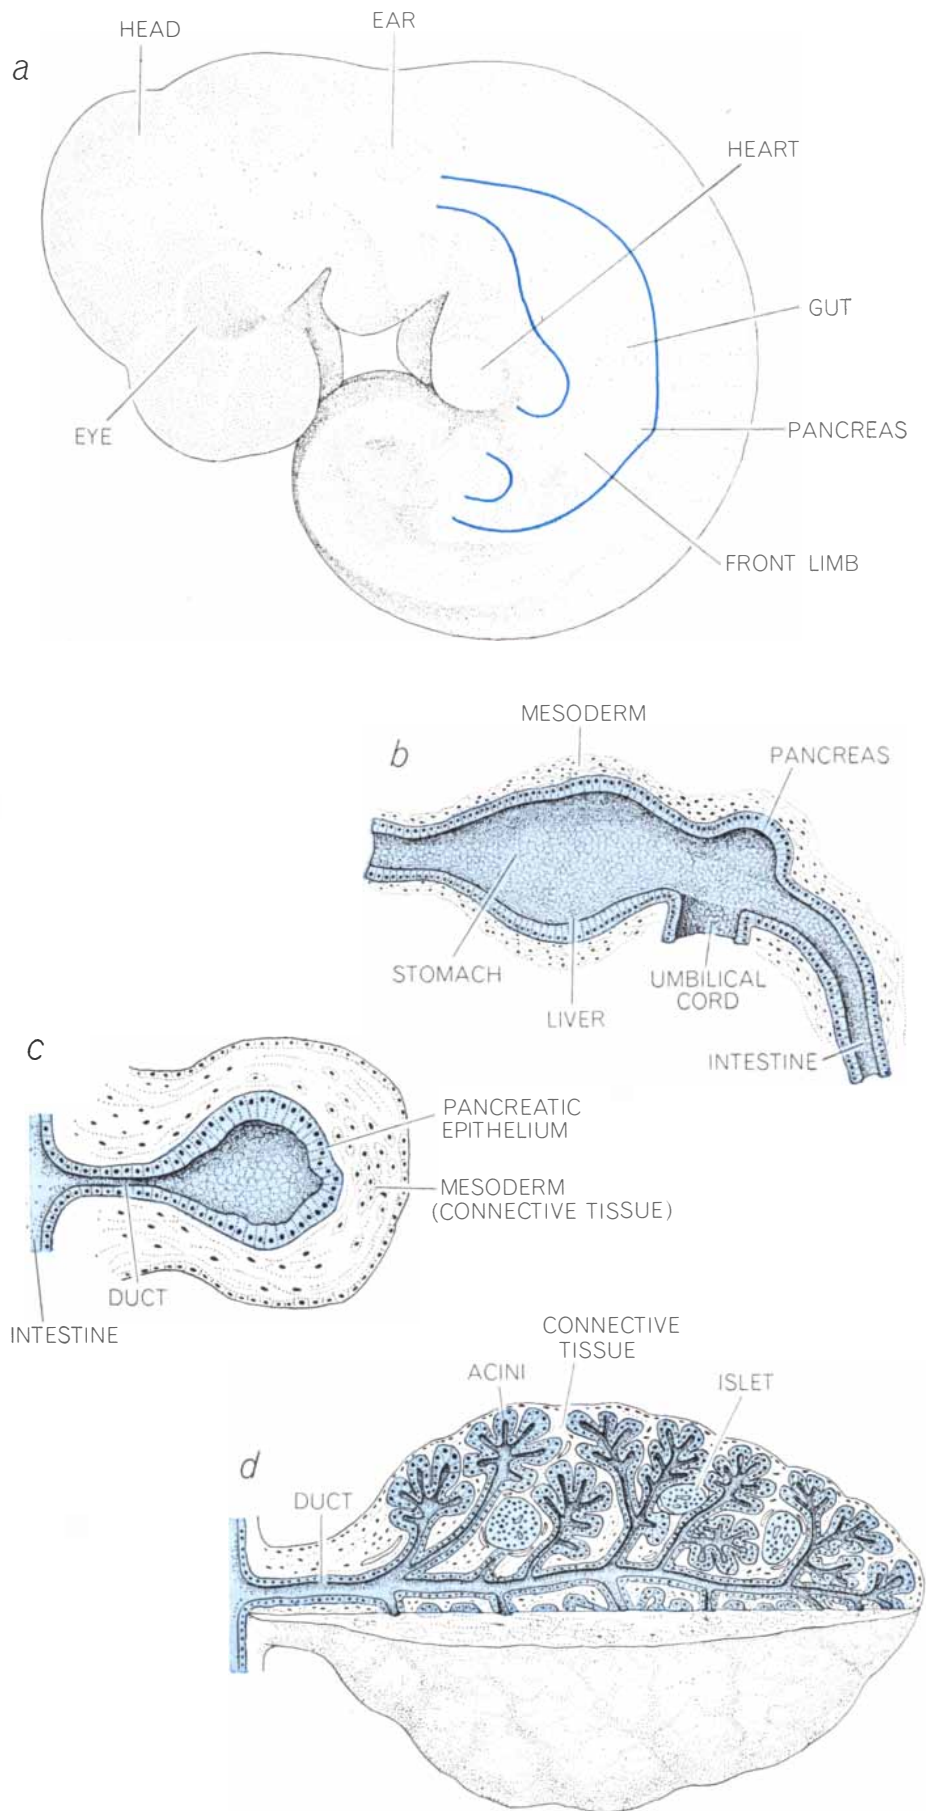 a
HEAD
EAR
HEART
GUT
EYE
PANCREAS
FRONT LIMB
b
MESODERM
PANCREAS
STOMACH
UMBILICAL
CORD
LIVER
INTESTINE
c
PANCREATIC
EPITHELIUM
MESODERM
(CONNECTIVE TISSUE)
DUCT
INTESTINE
d
CONNECTIVE
TISSUE
ACINI
ISLET
DUCT